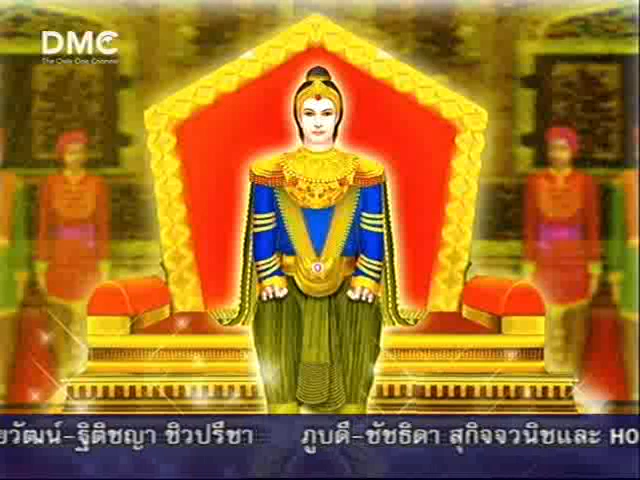 DMC
The Only One Channel
ยวัฒน์-ฐิติชญา ชิวปรีชา ภูบดี-ชัชธิดา สุกิจจวนิชและ HO